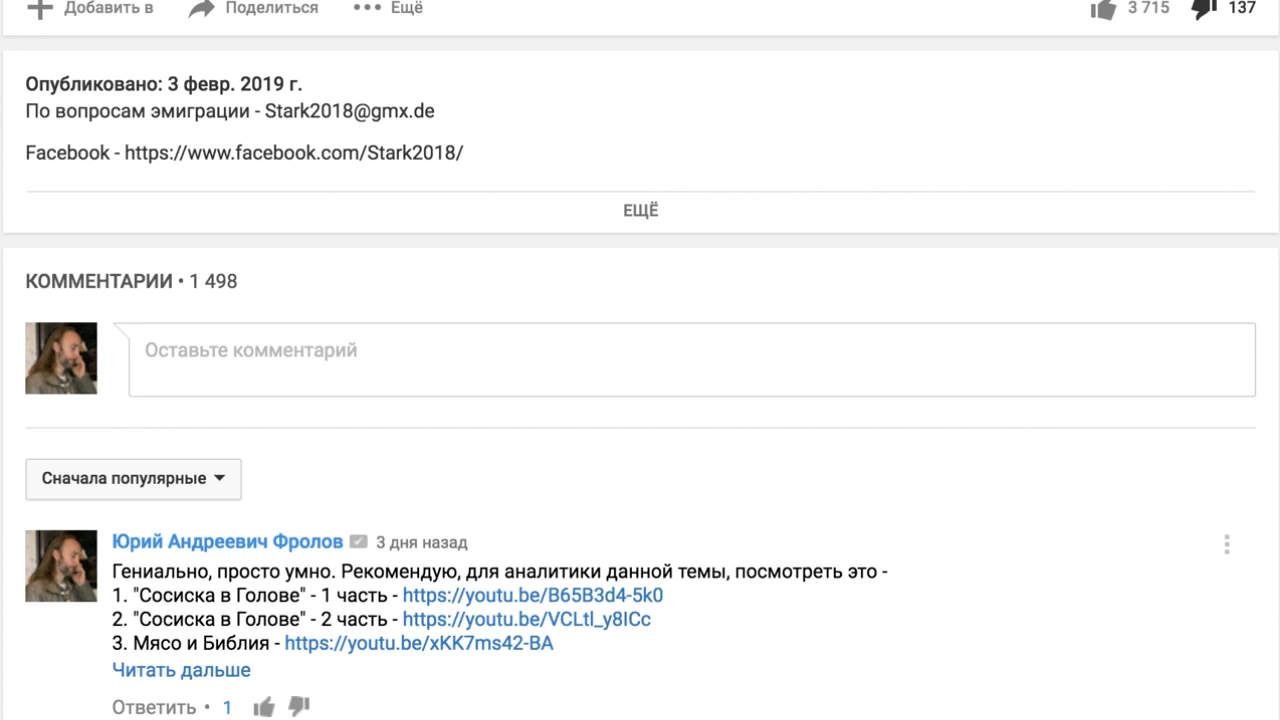 Добавить в Поделиться ••• Ещё 3 715 137
Опубликовано: 3 февр. 2019 г.
По вопросам эмиграции - Stark2018@gmx.de
Facebook - https://www.facebook.com/Stark2018/
ЕЩЁ
КОММЕНТАРИИ • 1 498
Оставьте комментарий
Сначала популярные
Юрий Андреевич Фролов 3 дня назад
Гениально, просто умно. Рекомендую, для аналитики данной темы, посмотреть это -
1. "Сосиска в Голове" - 1 часть - https://youtu.be/B65B3d4-5k0
2. "Сосиска в Голове" - 2 часть - https://youtu.be/VCLtl_y8ICc
3. Мясо и Библия - https://youtu.be/xKK7ms42-BA
Читать дальше
Ответить • 1